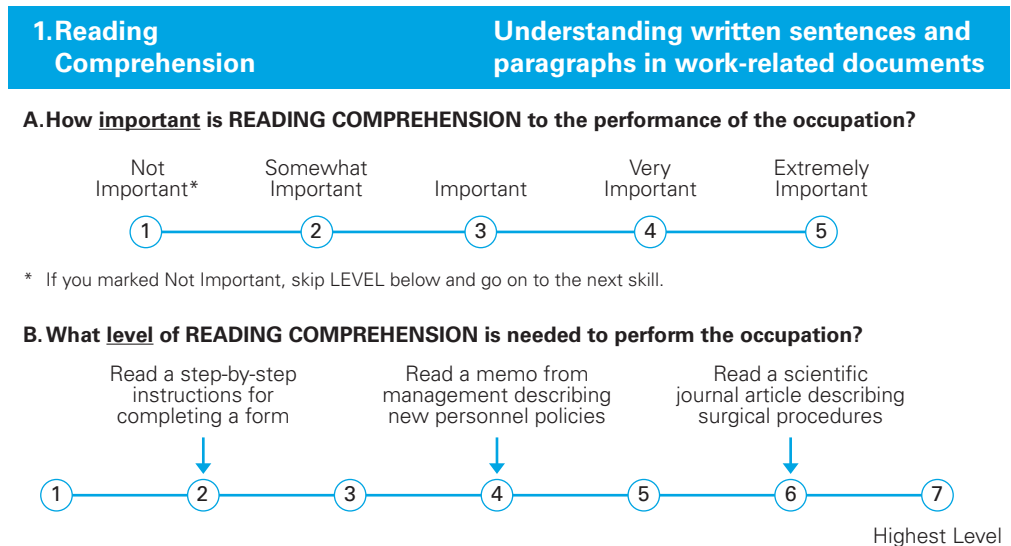 1. Reading Comprehension
Understanding written sentences and paragraphs in work-related documents
A. How important is READING COMPREHENSION to the performance of the occupation?
Not Important*
Somewhat Important
Important
Very Important
Extremely Important
1 2 3 4 5
* If you marked Not Important, skip LEVEL below and go on to the next skill.
B. What level of READING COMPREHENSION is needed to perform the occupation?
Read a step-by-step
instructions for
completing a form
Read a memo from
management describing
new personnel policies
Read a scientific
journal article describing
surgical procedures
1 2 3 4 5 6 7
Highest Level